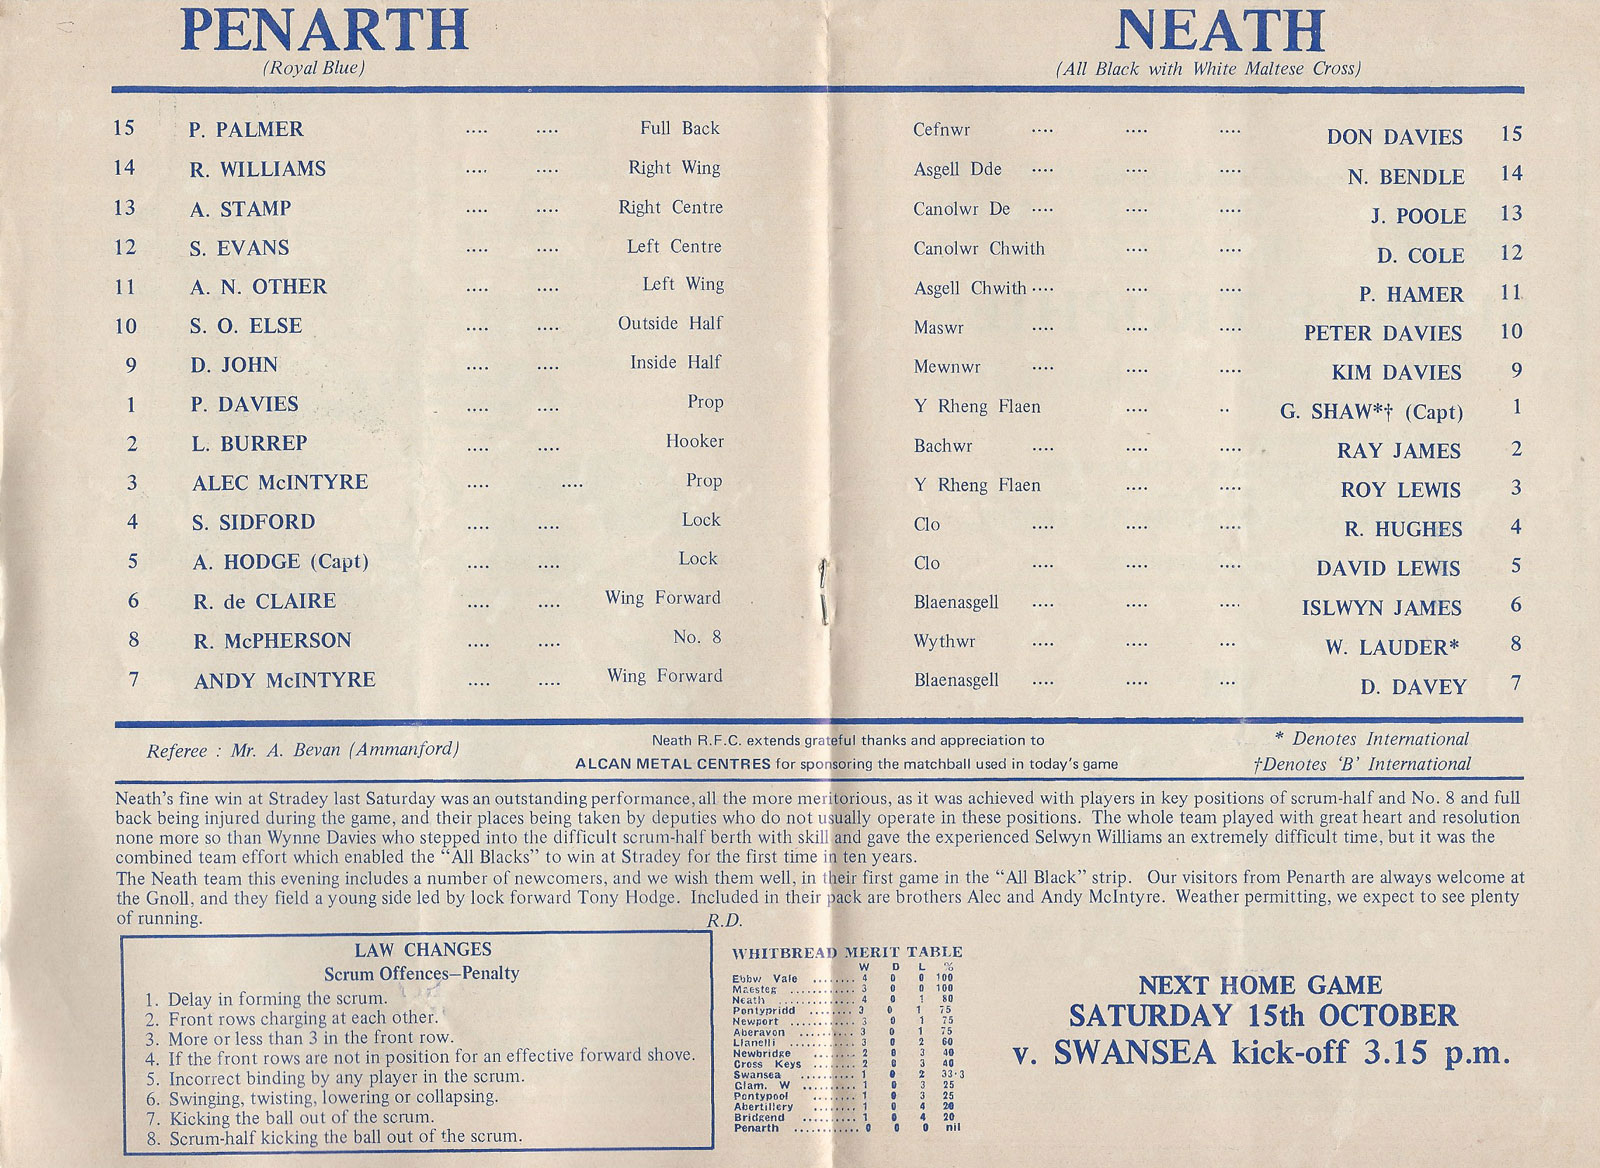 PENARTH
(Royal Blue)
NEATH
(All Black with White Maltese Cross)
15 P. PALMER .... .... Full Back Cefnwr .... .... .... DON DAVIES 15
14 R. WILLIAMS .... .... Right Wing Asgell Dde .... .... .... N. BENDLE 14
13 A. STAMP .... .... Right Centre Canolwr De .... .... .... J. POOLE 13
12 S. EVANS .... .... Left Centre Canolwr Chwith .... .... D. COLE 12
11 A. N. OTHER .... .... Left Wing Asgell Chwith .... .... .... P. HAMER 11
10 S. O. ELSE .... .... Outside Half Maswr .... .... .... PETER DAVIES 10
9 D. JOHN .... .... Inside Half Mewnwr .... .... .... KIM DAVIES 9
1 P. DAVIES .... .... Prop Y Rheng Flaen .... .. G. SHAW*† (Capt) 1
2 L. BURREP .... .... Hooker Bachwr .... .... .... RAY JAMES 2
3 ALEC McINTYRE .... .... Prop Y Rheng Flaen .... .... ROY LEWIS 3
4 S. SIDFORD .... .... Lock Clo .... .... .... R. HUGHES 4
5 A. HODGE (Capt) .... .... Lock Clo .... .... .... DAVID LEWIS 5
6 R. de CLAIRE .... .... Wing Forward Blaenasgell .... .... .... ISLWYN JAMES 6
8 R. McPHERSON .... .... No. 8 Wythwr .... .... ... W. LAUDER* 8
7 ANDY McINTYRE .... .... Wing Forward Blaenasgell .... .... ... D. DAVEY 7
Referee : Mr. A. Bevan (Ammanford)
Neath R.F.C. extends grateful thanks and appreciation to
ALCAN METAL CENTRES for sponsoring the matchball used in today's game
* Denotes International
†Denotes 'B' International
Neath's fine win at Stradey last Saturday was an outstanding performance, all the more meritorious, as it was achieved with players in key positions of scrum-half and No. 8 and full
back being injured during the game, and their places being taken by deputies who do not usually operate in these positions. The whole team played with great heart and resolution
none more so than Wynne Davies who stepped into the difficult scrum-half berth with skill and gave the experienced Selwyn Williams an extremely difficult time, but it was the
combined team effort which enabled the "All Blacks" to win at Stradey for the first time in ten years.
The Neath team this evening includes a number of newcomers, and we wish them well, in their first game in the "All Black" strip. Our visitors from Penarth are always welcome at
the Gnoll, and they field a young side led by lock forward Tony Hodge. Included in their pack are brothers Alec and Andy McIntyre. Weather permitting, we expect to see plenty
of running. R.D.
LAW CHANGES
Scrum Offences—Penalty
1. Delay in forming the scrum.
2. Front rows charging at each other.
3. More or less than 3 in the front row.
4. If the front rows are not in position for an effective forward shove.
5. Incorrect binding by any player in the scrum.
6. Swinging, twisting, lowering or collapsing.
7. Kicking the ball out of the scrum.
8. Scrum-half kicking the ball out of the scrum.
WHITBREAD MERIT TABLE
W D L %
Ebbw Vale ........ 4 0 0 100
Maesteg ............ 3 0 0 100
Neath .............. 4 0 1 80
Pontypridd ........ 3 0 1 75
Newport ............ 3 0 1 75
Aberavon ........... 3 0 1 75
Llanelli ............ 3 0 2 60
Newbridge ........ 2 0 3 40
Cross Keys ........ 2 0 3 40
Swansea ............ 1 0 2 33·3
Glam. W ............ 1 0 3 25
Pontypool .......... 1 0 3 25
Abertillery ........ 1 0 4 20
Bridgend ........... 1 0 4 20
Penarth ............ 0 0 0 nil
NEXT HOME GAME
SATURDAY 15th OCTOBER
v. SWANSEA kick-off 3.15 p.m.